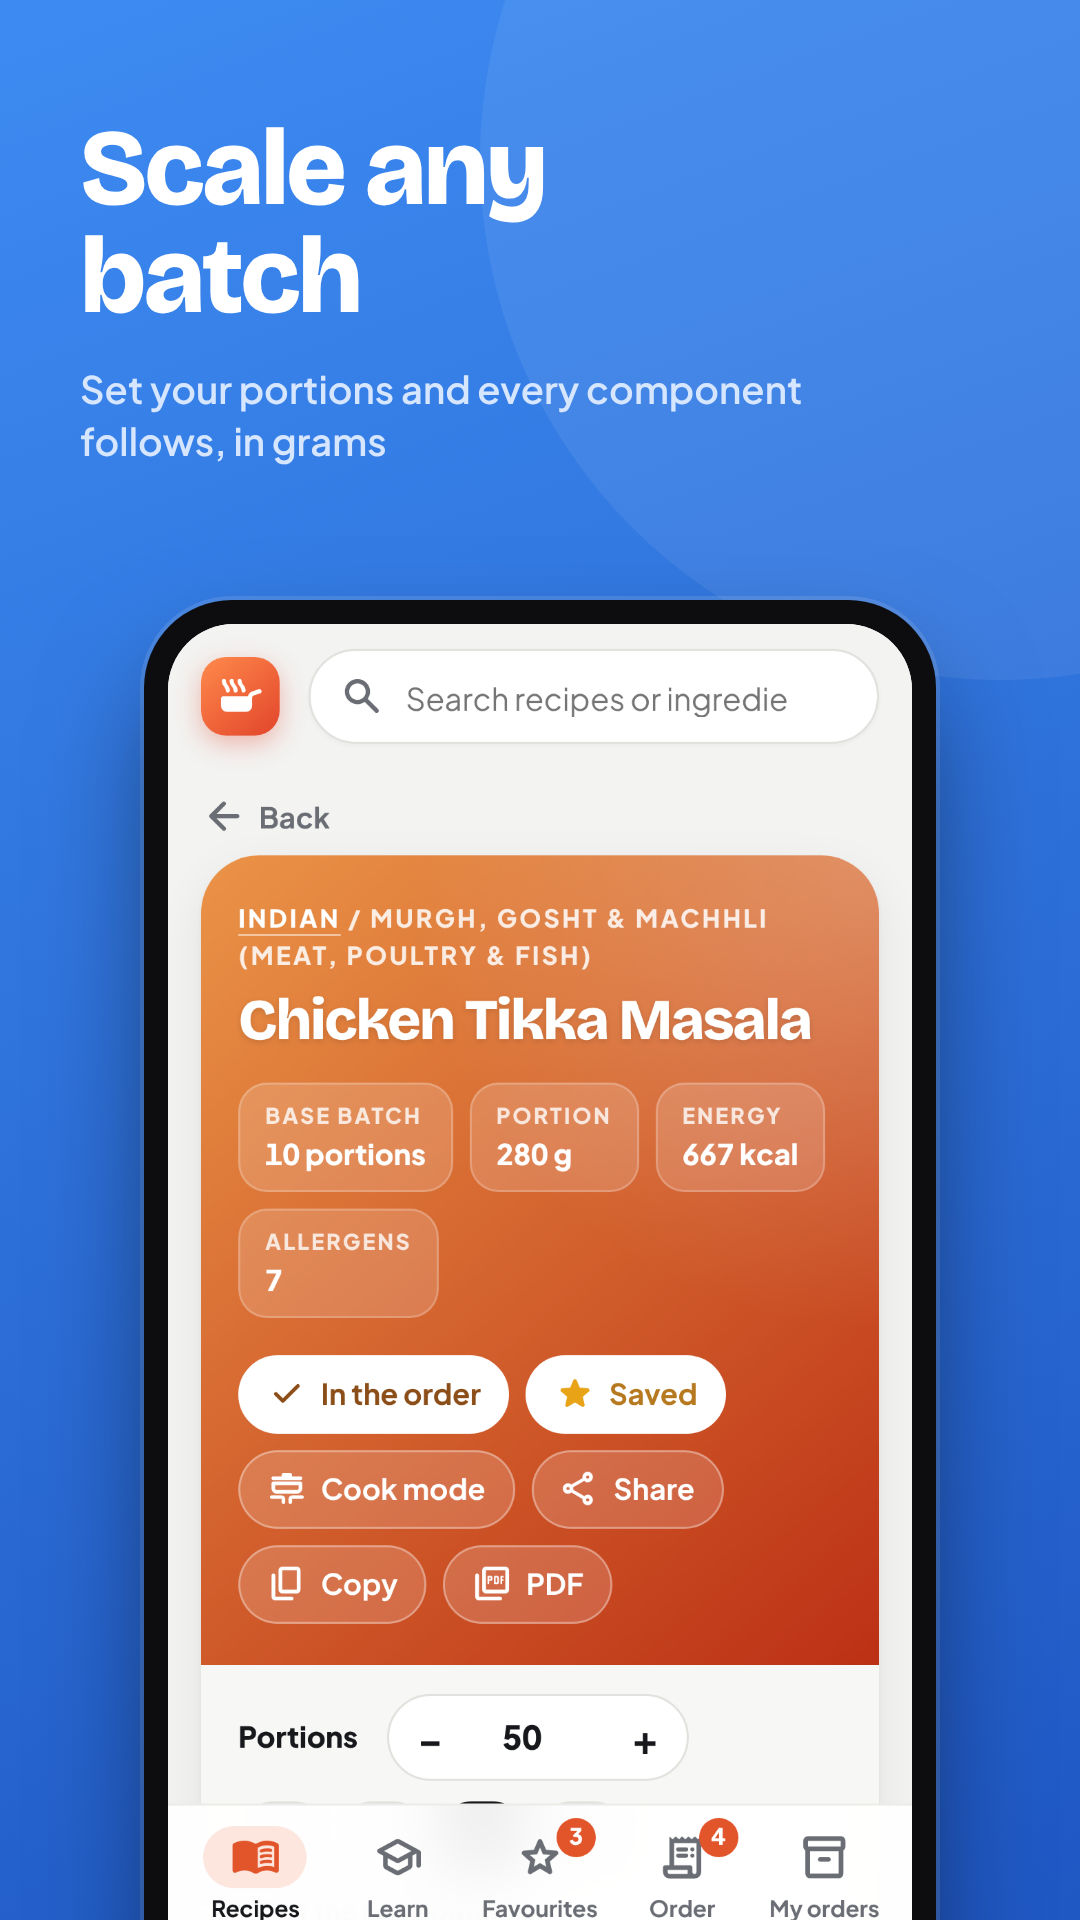 Scale any
batch
Set your portions and every component
follows, in grams
Search recipes or ingredie
Back
INDIAN / MURGH, GOSHT & MACHHLI
(MEAT, POULTRY & FISH)
Chicken Tikka Masala
BASE BATCH
10 portions
PORTION
280 g
ENERGY
667 kcal
ALLERGENS
7
In the order
Saved
Cook mode
Share
Copy
PDF
PDF
Portions
– 50 +
3
4
Recipes
Learn
Favourites
Order
My orders